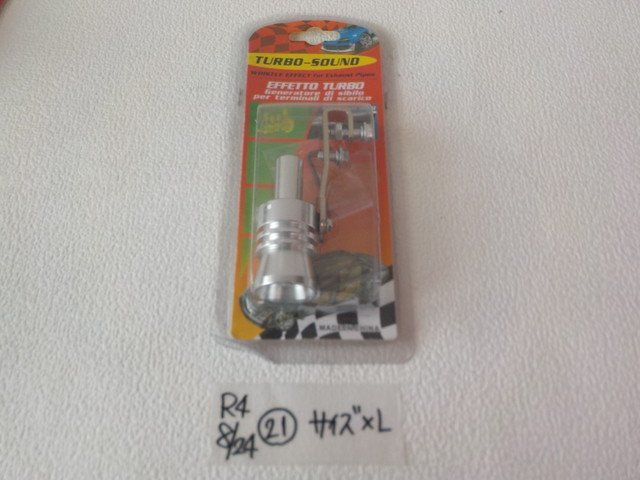 TURBO-SOUND
WHISTLE EFFECT for Exhaust Pipes
EFFETTO TURBO
Generatore di sibilo
per terminali di scarico
MADE IN CHINA
R4
8/24 ㉑ サイズ×L